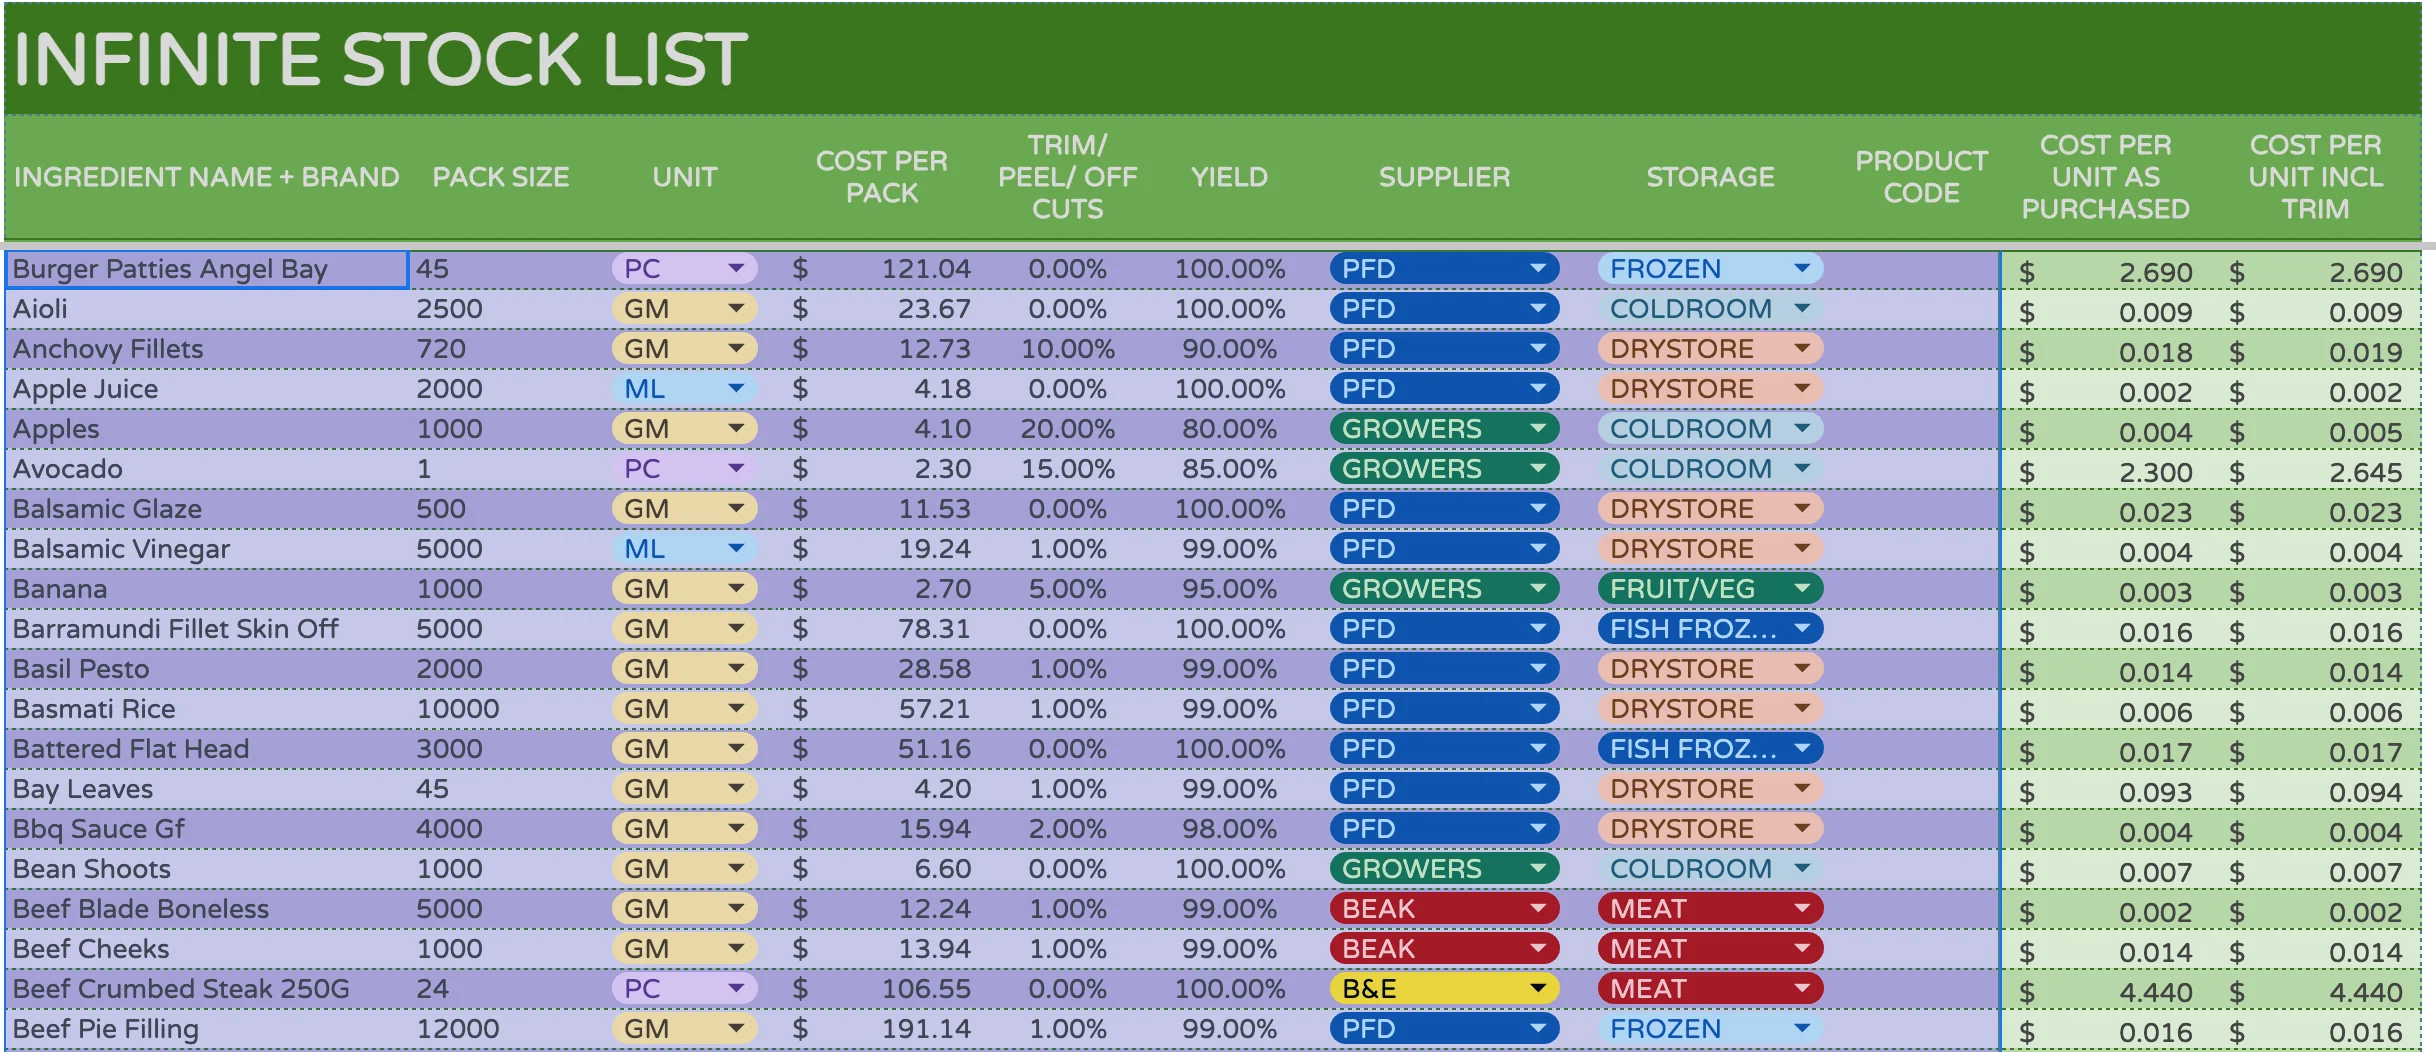 INFINITE STOCK LIST
INGREDIENT NAME + BRAND PACK SIZE UNIT COST PER PACK TRIM/ PEEL/ OFF CUTS YIELD SUPPLIER STORAGE PRODUCT CODE COST PER UNIT AS PURCHASED COST PER UNIT INCL TRIM
Burger Patties Angel Bay 45 PC $ 121.04 0.00% 100.00% PFD FROZEN $ 2.690 $ 2.690
Aioli 2500 GM $ 23.67 0.00% 100.00% PFD COLDROOM $ 0.009 $ 0.009
Anchovy Fillets 720 GM $ 12.73 10.00% 90.00% PFD DRYSTORE $ 0.018 $ 0.019
Apple Juice 2000 ML $ 4.18 0.00% 100.00% PFD DRYSTORE $ 0.002 $ 0.002
Apples 1000 GM $ 4.10 20.00% 80.00% GROWERS COLDROOM $ 0.004 $ 0.005
Avocado 1 PC $ 2.30 15.00% 85.00% GROWERS COLDROOM $ 2.300 $ 2.645
Balsamic Glaze 500 GM $ 11.53 0.00% 100.00% PFD DRYSTORE $ 0.023 $ 0.023
Balsamic Vinegar 5000 ML $ 19.24 1.00% 99.00% PFD DRYSTORE $ 0.004 $ 0.004
Banana 1000 GM $ 2.70 5.00% 95.00% GROWERS FRUIT/VEG $ 0.003 $ 0.003
Barramundi Fillet Skin Off 5000 GM $ 78.31 0.00% 100.00% PFD FISH FROZ... $ 0.016 $ 0.016
Basil Pesto 2000 GM $ 28.58 1.00% 99.00% PFD DRYSTORE $ 0.014 $ 0.014
Basmati Rice 10000 GM $ 57.21 1.00% 99.00% PFD DRYSTORE $ 0.006 $ 0.006
Battered Flat Head 3000 GM $ 51.16 0.00% 100.00% PFD FISH FROZ... $ 0.017 $ 0.017
Bay Leaves 45 GM $ 4.20 1.00% 99.00% PFD DRYSTORE $ 0.093 $ 0.094
Bbq Sauce Gf 4000 GM $ 15.94 2.00% 98.00% PFD DRYSTORE $ 0.004 $ 0.004
Bean Shoots 1000 GM $ 6.60 0.00% 100.00% GROWERS COLDROOM $ 0.007 $ 0.007
Beef Blade Boneless 5000 GM $ 12.24 1.00% 99.00% BEAK MEAT $ 0.002 $ 0.002
Beef Cheeks 1000 GM $ 13.94 1.00% 99.00% BEAK MEAT $ 0.014 $ 0.014
Beef Crumbed Steak 250G 24 PC $ 106.55 0.00% 100.00% B&E MEAT $ 4.440 $ 4.440
Beef Pie Filling 12000 GM $ 191.14 1.00% 99.00% PFD FROZEN $ 0.016 $ 0.016